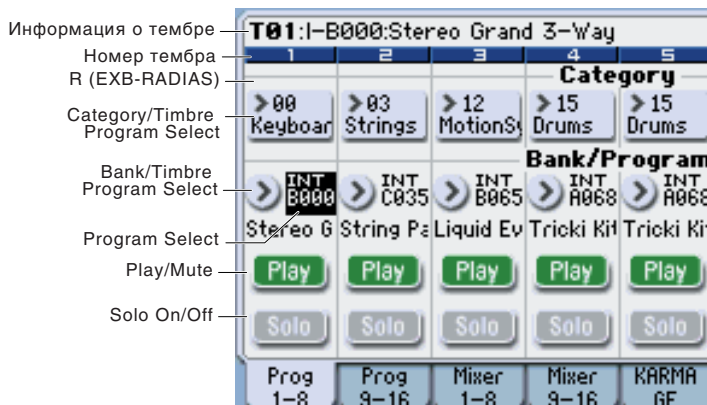 Информация о тембре
T01:I-B000:Stereo Grand 3-Way
Номер тембра
1 2 3 4 5
R (EXB-RADIAS)
Category
Category/Timbre
Program Select
00 03 12 15 15
Keyboar Strings MotionSy Drums Drums
Bank/Program
Bank/Timbre
Program Select
INT INT INT INT INT
B000 C035 B065 A068 A068
Stereo G String Pa Liquid Ev Tricki Kit Tricki Kit
Program Select
Play/Mute
Play Play Play Play Play
Solo On/Off
Solo Solo Solo Solo Solo
Prog Prog Mixer Mixer KARMA
1-8 9-16 1-8 9-16 GE